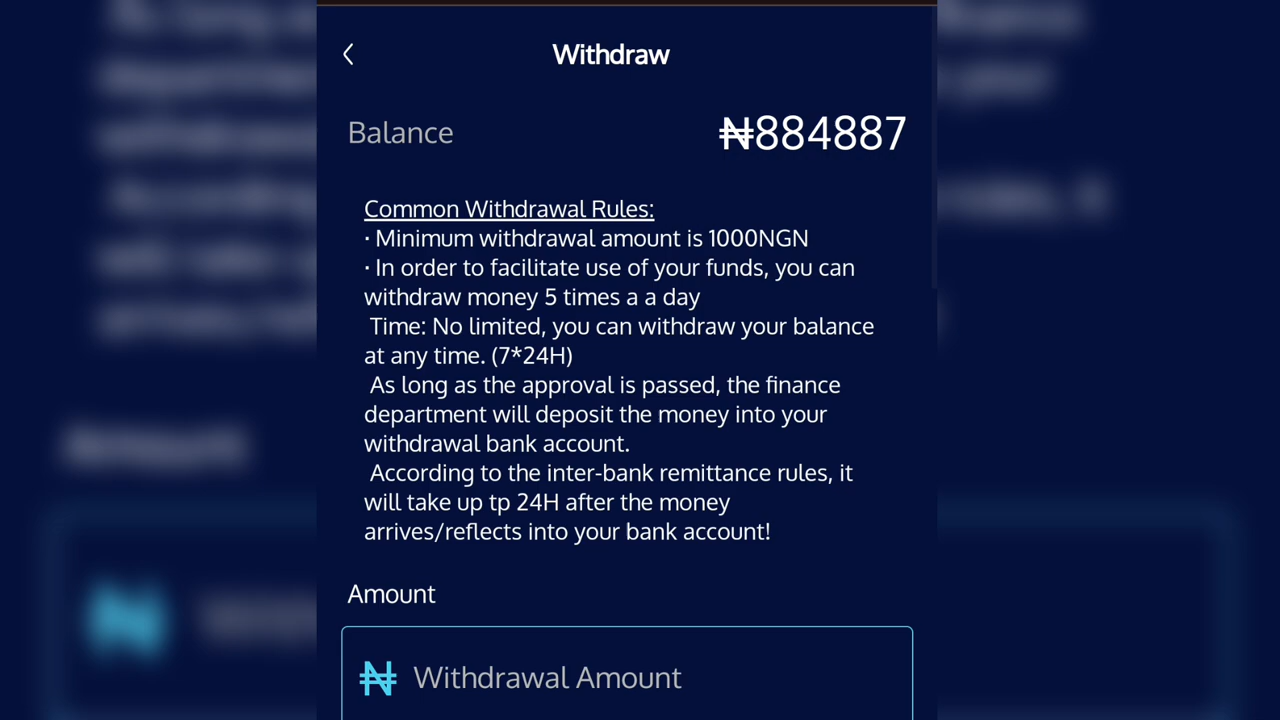 Withdraw
Balance
₦884887
Common Withdrawal Rules:
· Minimum withdrawal amount is 1000NGN
· In order to facilitate use of your funds, you can
withdraw money 5 times a a day
Time: No limited, you can withdraw your balance
at any time. (7*24H)
As long as the approval is passed, the finance
department will deposit the money into your
withdrawal bank account.
According to the inter-bank remittance rules, it
will take up tp 24H after the money
arrives/reflects into your bank account!
Amount
₦ Withdrawal Amount